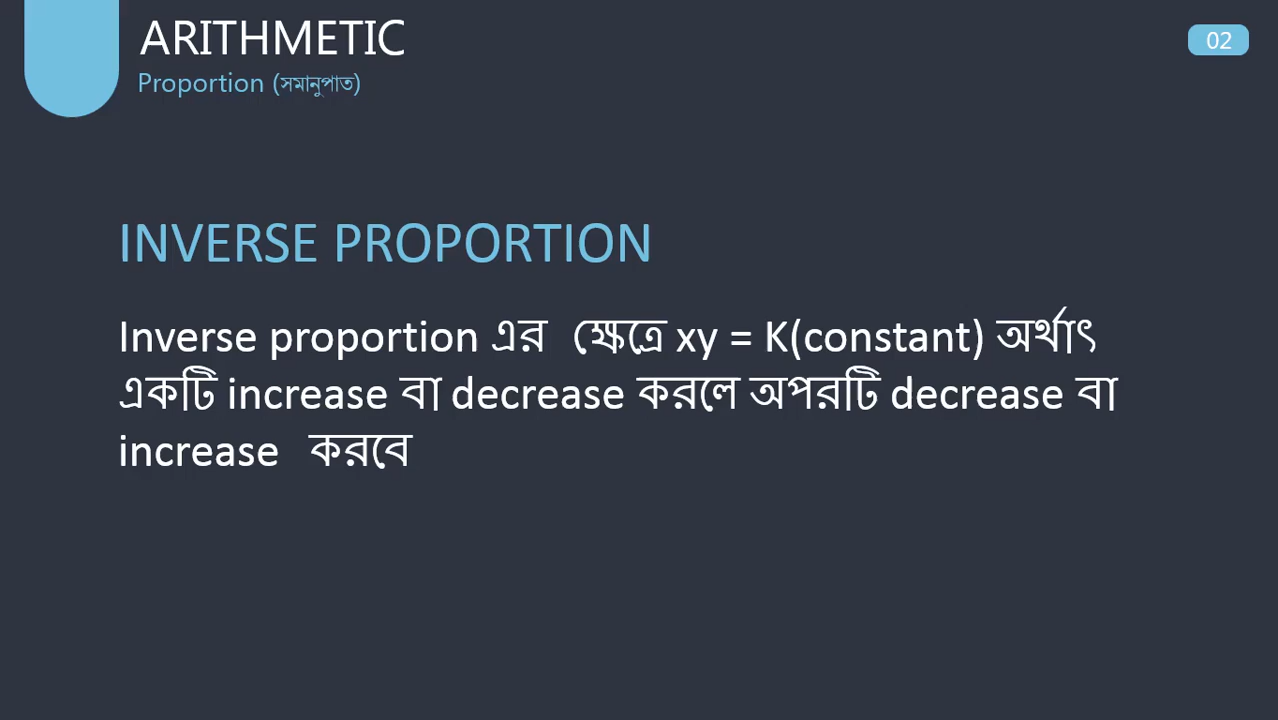 ARITHMETIC
02
Proportion (সমানুপাত)
INVERSE PROPORTION
Inverse proportion এর ক্ষেত্রে xy = K(constant) অর্থাৎ
একটি increase বা decrease করলে অপরটি decrease বা
increase করবে